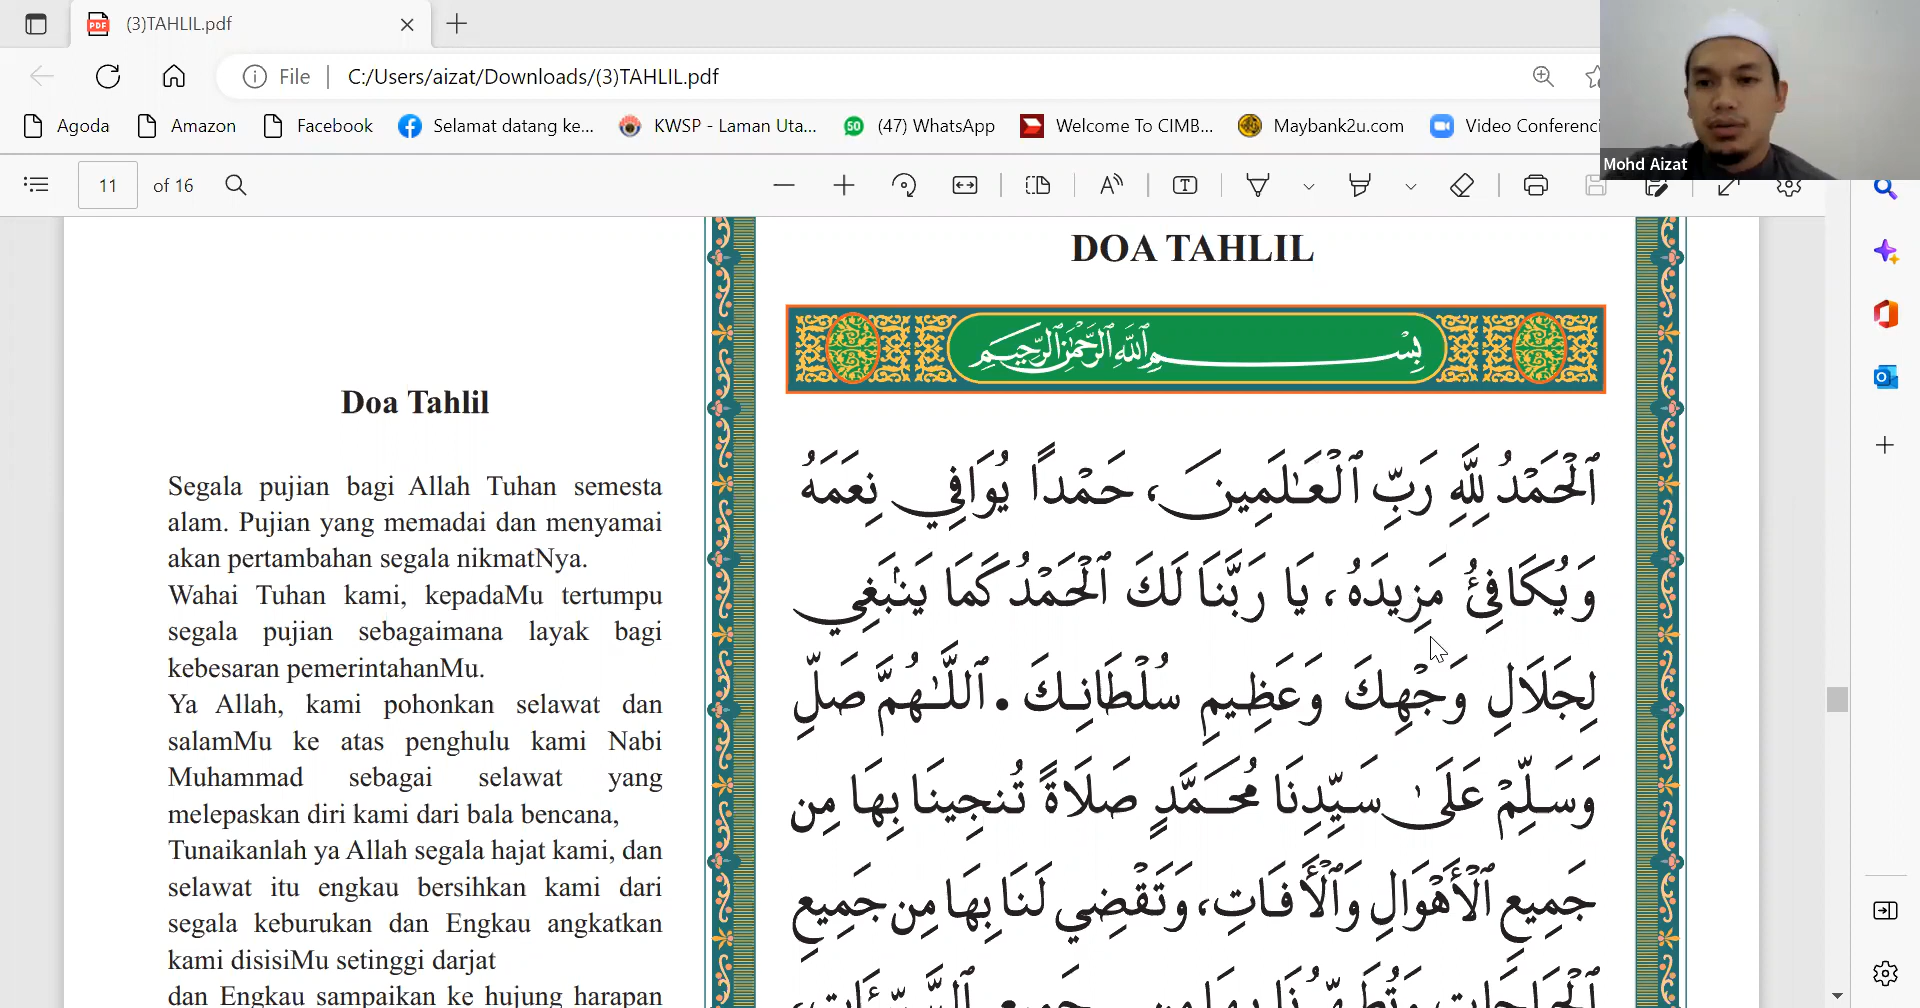 (3)TAHLIL.pdf
File
C:/Users/aizat/Downloads/(3)TAHLIL.pdf
Agoda
Amazon
Facebook
Selamat datang ke...
KWSP - Laman Uta...
50
(47) WhatsApp
Welcome To CIMB...
Maybank2u.com
Video Conferenci
Mohd Aizat
11
of 16
Doa Tahlil
Segala pujian bagi Allah Tuhan semesta
alam. Pujian yang memadai dan menyamai
akan pertambahan segala nikmatNya.
Wahai Tuhan kami, kepadaMu tertumpu
segala pujian sebagaimana layak bagi
kebesaran pemerintahanMu.
Ya Allah, kami pohonkan selawat dan
salamMu ke atas penghulu kami Nabi
Muhammad sebagai selawat yang
melepaskan diri kami dari bala bencana,
Tunaikanlah ya Allah segala hajat kami, dan
selawat itu engkau bersihkan kami dari
segala keburukan dan Engkau angkatkan
kami disisiMu setinggi darjat
dan Engkau sampaikan ke hujung harapan
DOA TAHLIL
بِسْمِ ٱللَّهِ ٱلرَّحْمَٰنِ ٱلرَّحِيمِ
ٱلْحَمْدُ لِلَّهِ رَبِّ ٱلْعَـٰلَمِينَ، حَمْداً يُوَافِي نِعَمَهُ
وَيُكَافِئُ مَزِيدَهُ، يَا رَبَّنَا لَكَ ٱلْحَمْدُ كَمَا يَنۢبَغِي
لِجَلَالِ وَجْهِكَ وَعَظِيمِ سُلْطَانِكَ. ٱللَّـٰهُمَّ صَلِّ
وَسَلِّمْ عَلَىٰ سَيِّدِنَا مُحَمَّدٍ صَلَاةً تُنجِينَا بِهَا مِن
جَمِيعِ ٱلْأَهْوَالِ وَٱلْأَفَاتِ، وَتَقْضِي لَنَا بِهَا مِن جَمِيعِ